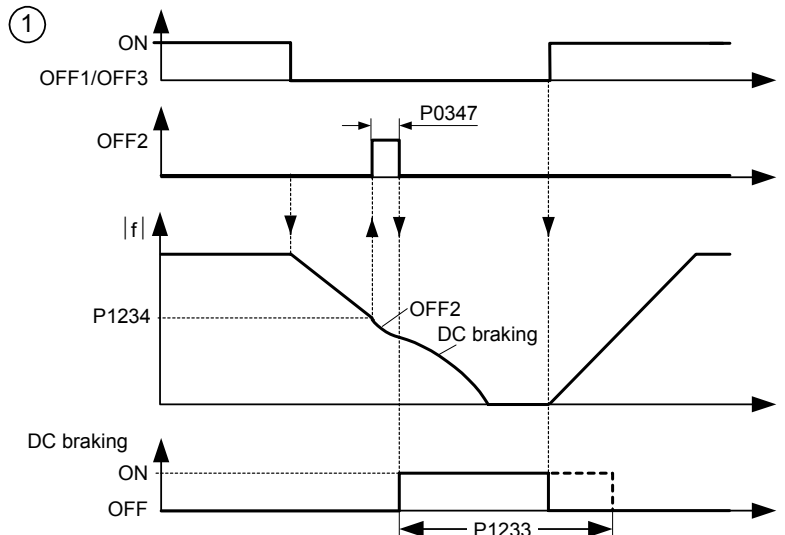 1
ON
OFF1/OFF3
P0347
OFF2
|f|
P1234
OFF2
DC braking
DC braking
ON
OFF
P1233